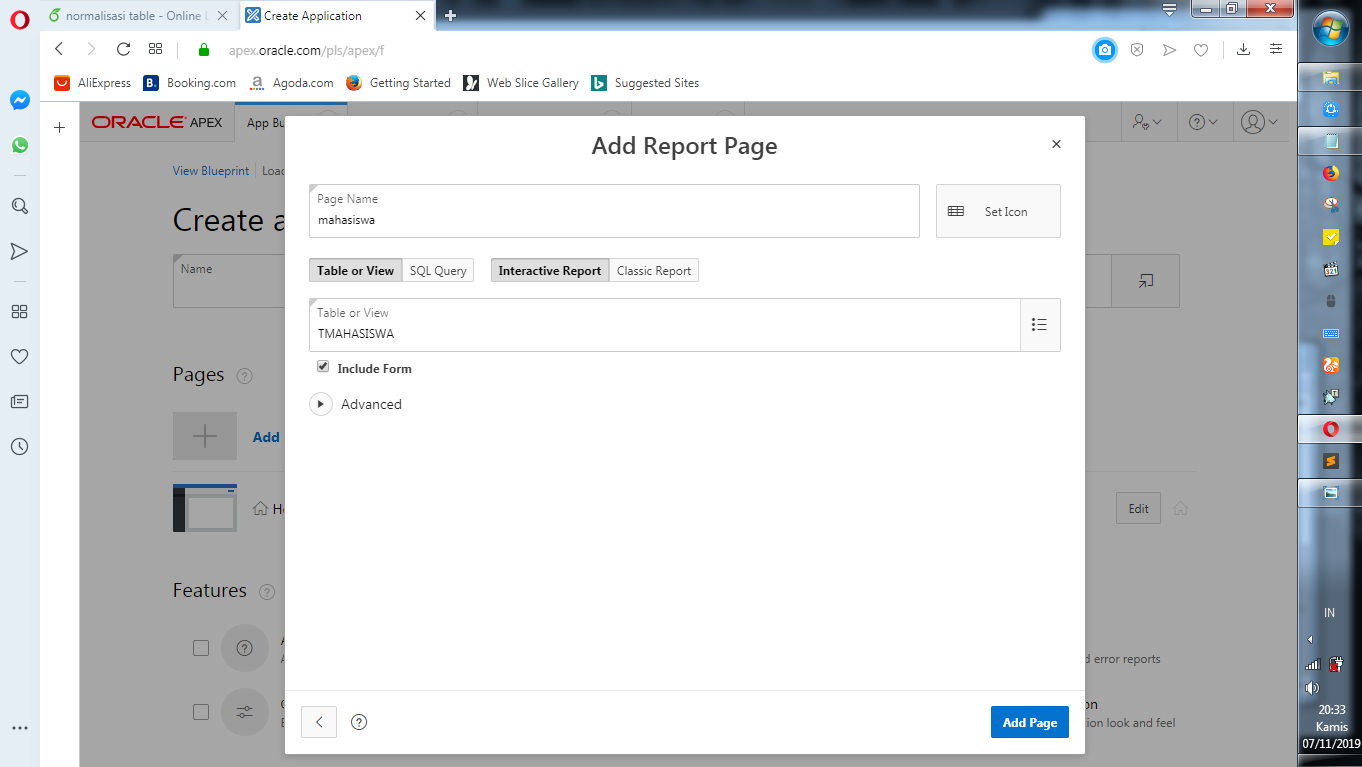 normalisasi table - Online L
Create Application
apex.oracle.com/pls/apex/f
AliExpress
Booking.com
Agoda.com
Getting Started
Web Slice Gallery
Suggested Sites
ORACLE APEX
App Bu
View Blueprint
Loa
Create a
Name
Pages
Add
Edit
Features
d error reports
on
tion look and feel
Add Report Page
Page Name
mahasiswa
Set Icon
Table or View
SQL Query
Interactive Report
Classic Report
Table or View
TMAHASISWA
Include Form
Advanced
Add Page
IN
20:33
Kamis
07/11/2019